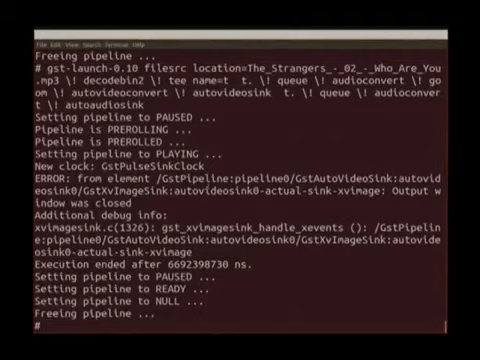 File Edit View Search Terminal Help
Freeing pipeline ...
# gst-launch-0.10 filesrc location=The_Strangers_-_02_-_Who_Are_You
.mp3 \! decodebin2 \! tee name=t  t. \! queue \! audioconvert \! go
om \! autovideoconvert \! autovideosink  t. \! queue \! audioconver
t \! autoaudiosink
Setting pipeline to PAUSED ...
Pipeline is PREROLLING ...
Pipeline is PREROLLED ...
Setting pipeline to PLAYING ...
New clock: GstPulseSinkClock
ERROR: from element /GstPipeline:pipeline0/GstAutoVideoSink:autovid
eosink0/GstXvImageSink:autovideosink0-actual-sink-xvimage: Output w
indow was closed
Additional debug info:
xvimagesink.c(1326): gst_xvimagesink_handle_xevents (): /GstPipelin
e:pipeline0/GstAutoVideoSink:autovideosink0/GstXvImageSink:autovide
osink0-actual-sink-xvimage
Execution ended after 6692398730 ns.
Setting pipeline to PAUSED ...
Setting pipeline to READY ...
Setting pipeline to NULL ...
Freeing pipeline ...
#